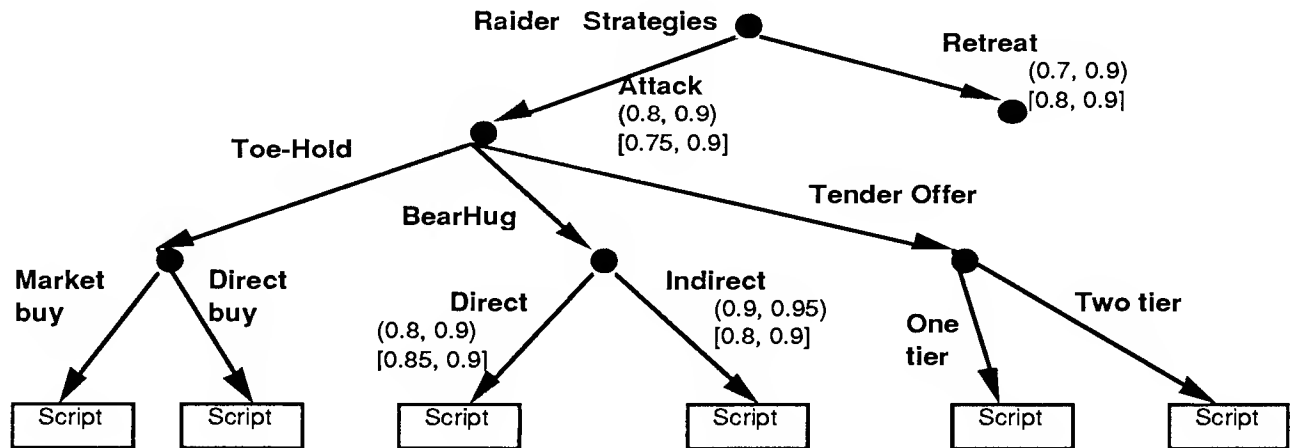 Raider Strategies
Retreat
(0.7, 0.9)
[0.8, 0.9]
Attack
(0.8, 0.9)
[0.75, 0.9]
Toe-Hold
BearHug
Tender Offer
Market
buy
Direct
buy
Direct
(0.8, 0.9)
[0.85, 0.9]
Indirect
(0.9, 0.95)
[0.8, 0.9]
One
tier
Two tier
Script
Script
Script
Script
Script
Script